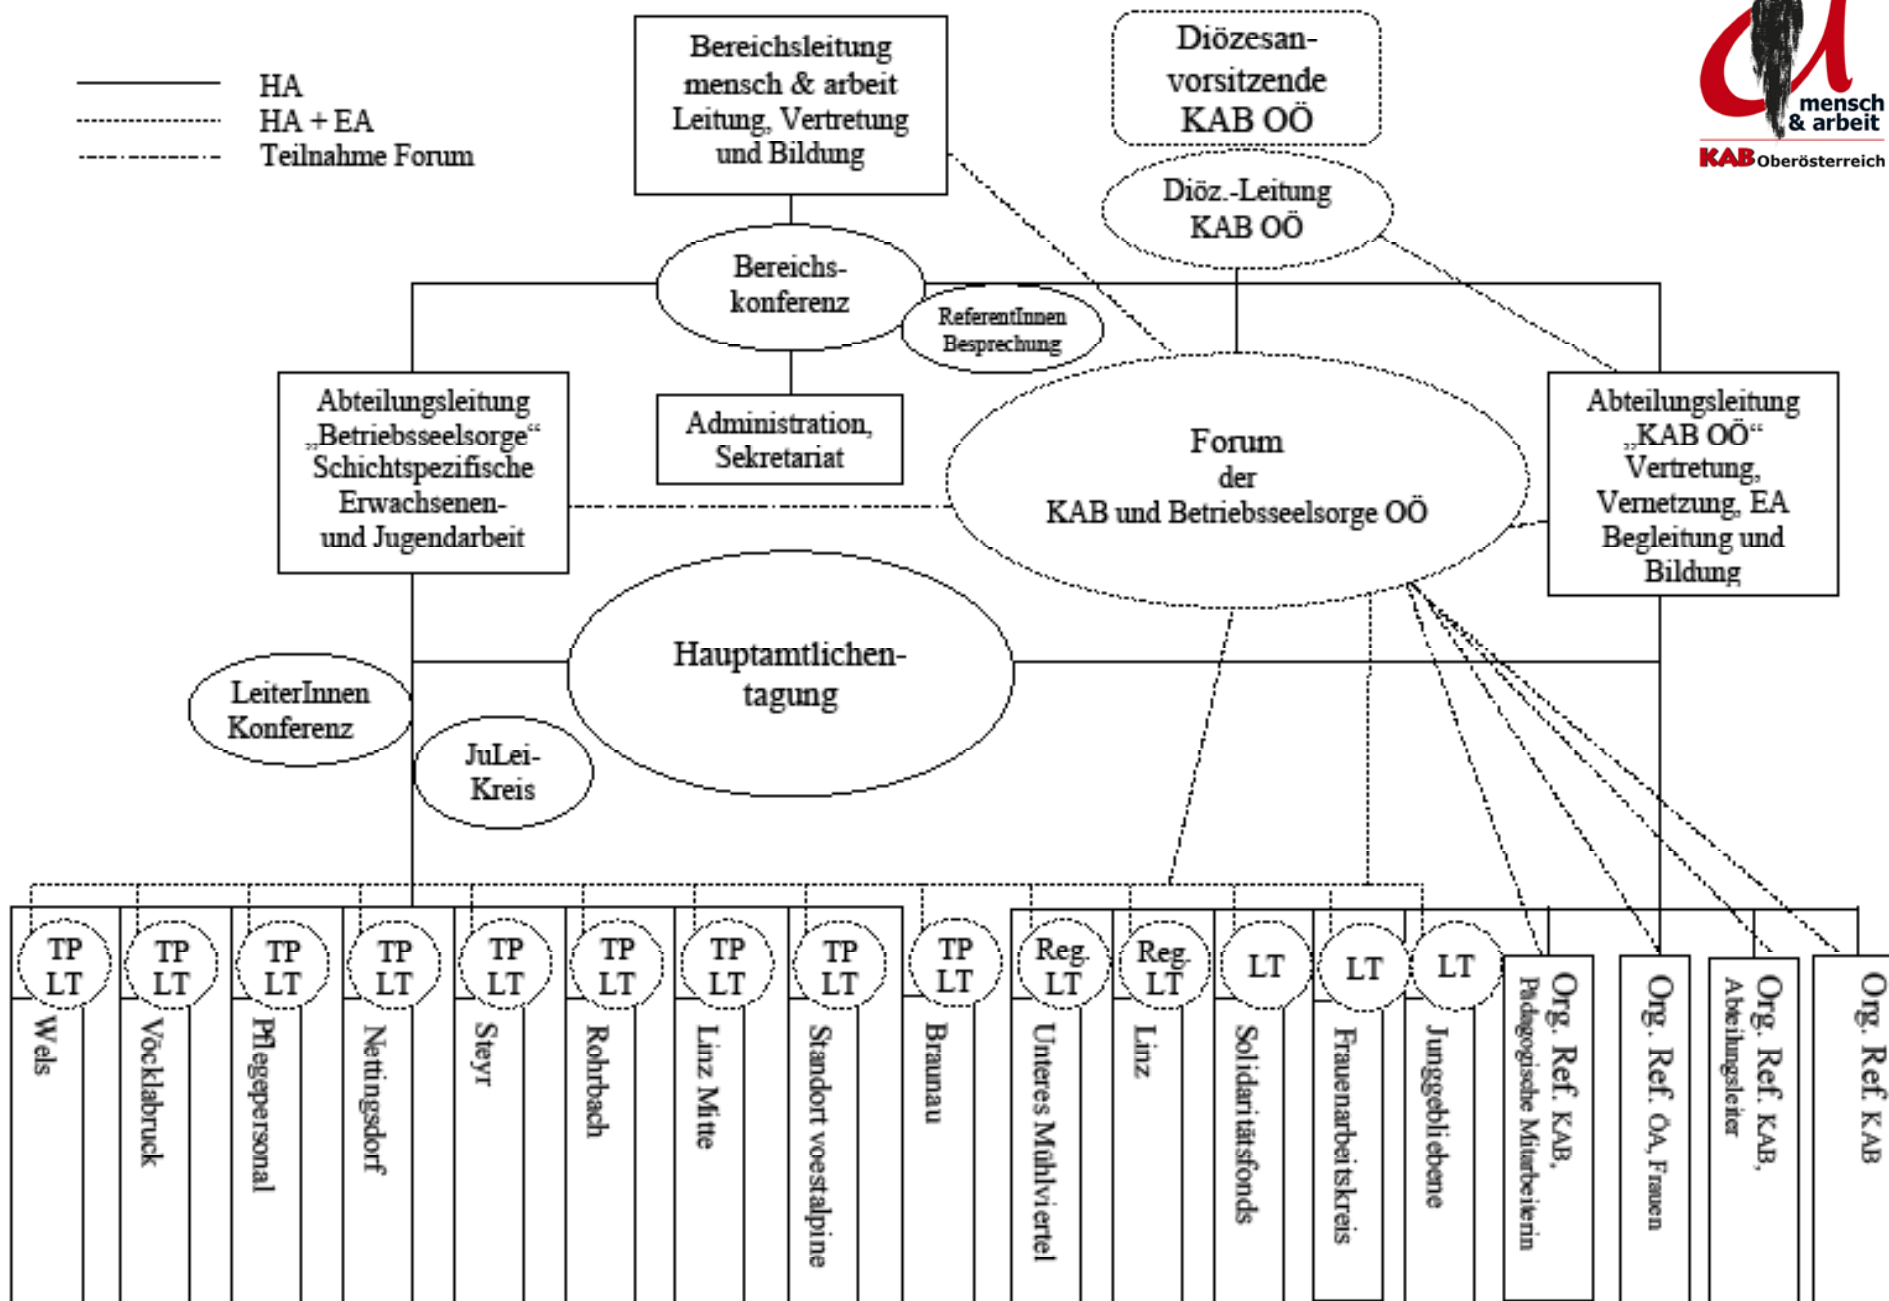 HA
HA + EA
Teilnahme Forum
Bereichsleitung
mensch & arbeit
Leitung, Vertretung
und Bildung
Diözesan-
vorsitzende
KAB OÖ
mensch
& arbeit
KAB Oberösterreich
Diöz.-Leitung
KAB OÖ
Bereichs-
konferenz
ReferentInnen
Besprechung
Abteilungsleitung
„Betriebsseelsorge“
Schichtspezifische
Erwachsenen-
und Jugendarbeit
Administration,
Sekretariat
Forum
der
KAB und Betriebsseelsorge OÖ
Abteilungsleitung
„KAB OÖ“
Vertretung,
Vernetzung, EA
Begleitung und
Bildung
Hauptamtlichen-
tagung
LeiterInnen
Konferenz
JuLei-
Kreis
TP
LT
Wels
TP
LT
Vöcklabruck
TP
LT
Pflegepersonal
TP
LT
Nettingsdorf
TP
LT
Steyr
TP
LT
Rohrbach
TP
LT
Linz Mitte
TP
LT
Standort voestalpine
TP
LT
Braunau
Reg.
LT
Unteres Mühlviertel
Reg.
LT
Linz
LT
Solidaritätsfonds
LT
Frauenarbeitskreis
LT
Junggebliebene
Org. Ref. KAB,
Pädagogische Mitarbeiterin
Org. Ref. ÖA, Frauen
Org. Ref. KAB,
Abteilungsleiter
Org. Ref. KAB